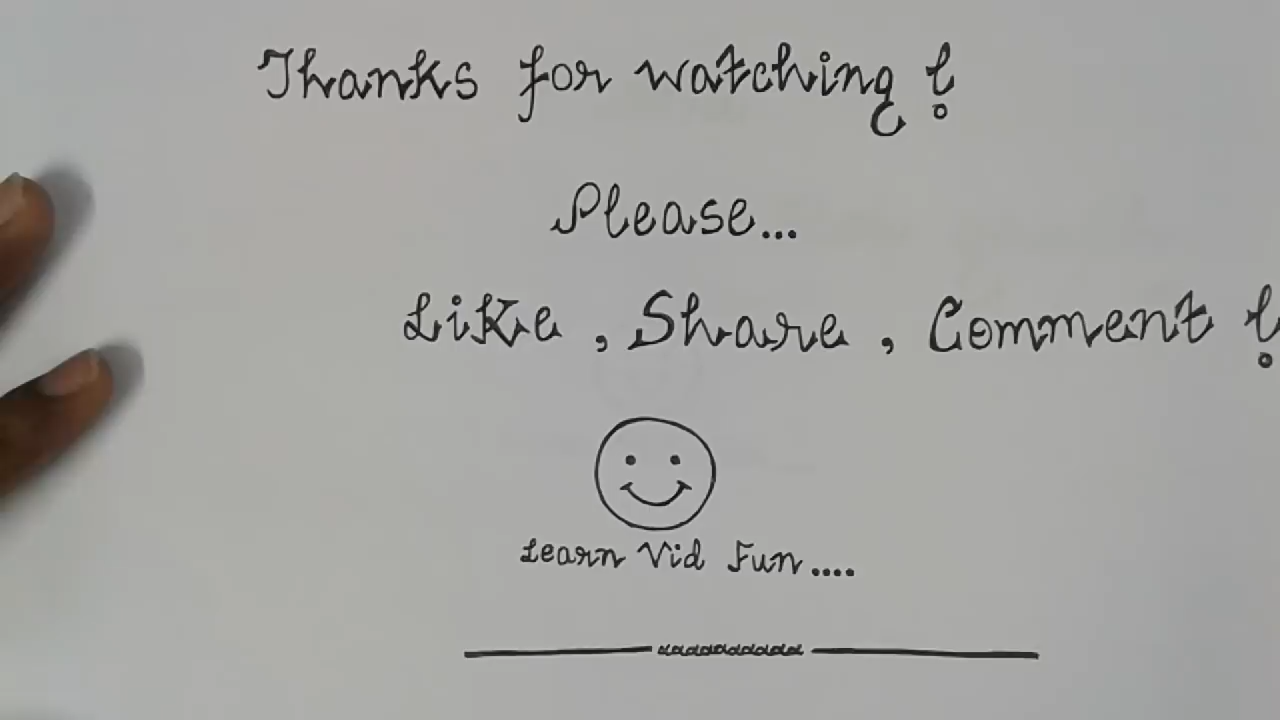 Thanks for watching !
Please...
Like , Share , Comment !
Learn Vid Fun....